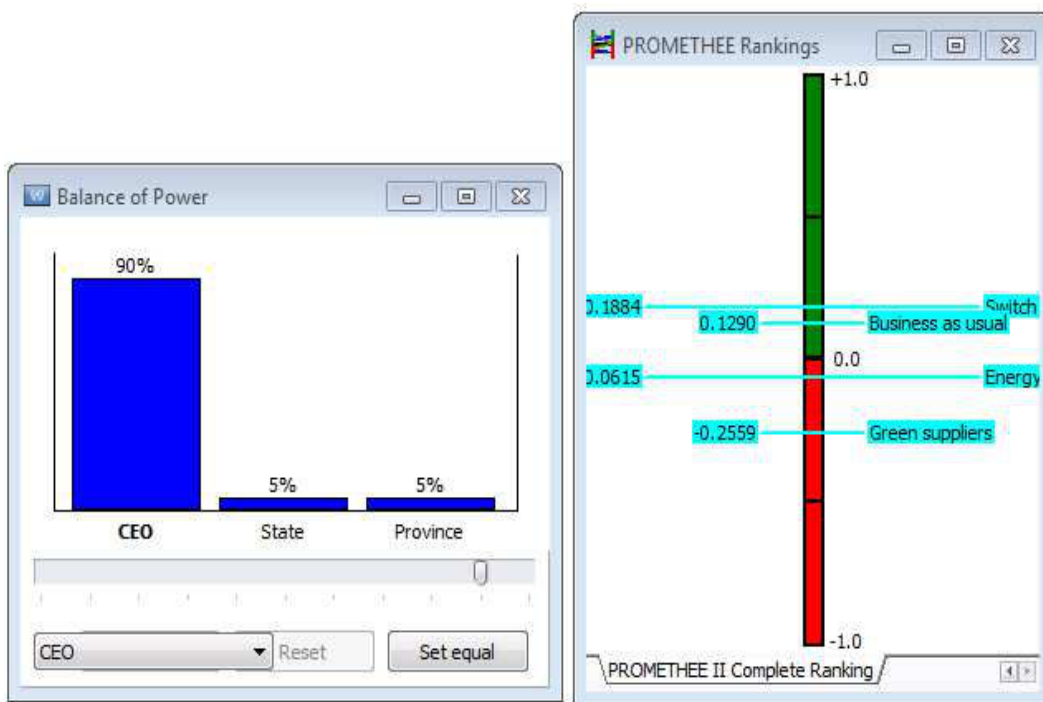 Balance of Power
90%
5%
5%
CEO
State
Province
CEO
Reset
Set equal
PROMETHEE Rankings
+1.0
0.1884
Switch
0.1290
Business as usual
0.0
0.0615
Energy
-0.2559
Green suppliers
-1.0
PROMETHEE II Complete Ranking